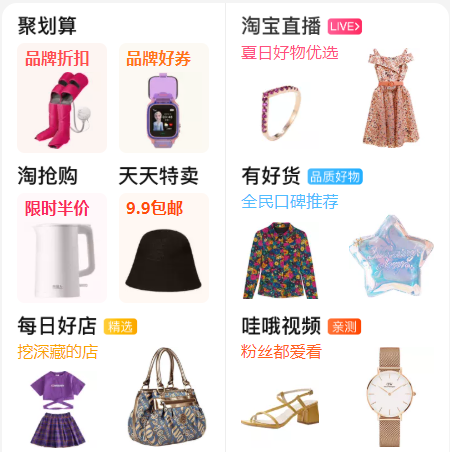 聚划算
品牌折扣
品牌好券
淘宝直播 LIVE
夏日好物优选
淘抢购
天天特卖
限时半价
9.9包邮
有好货 品质好物
全民口碑推荐
每日好店 精选
挖深藏的店
哇哦视频 亲测
粉丝都爱看